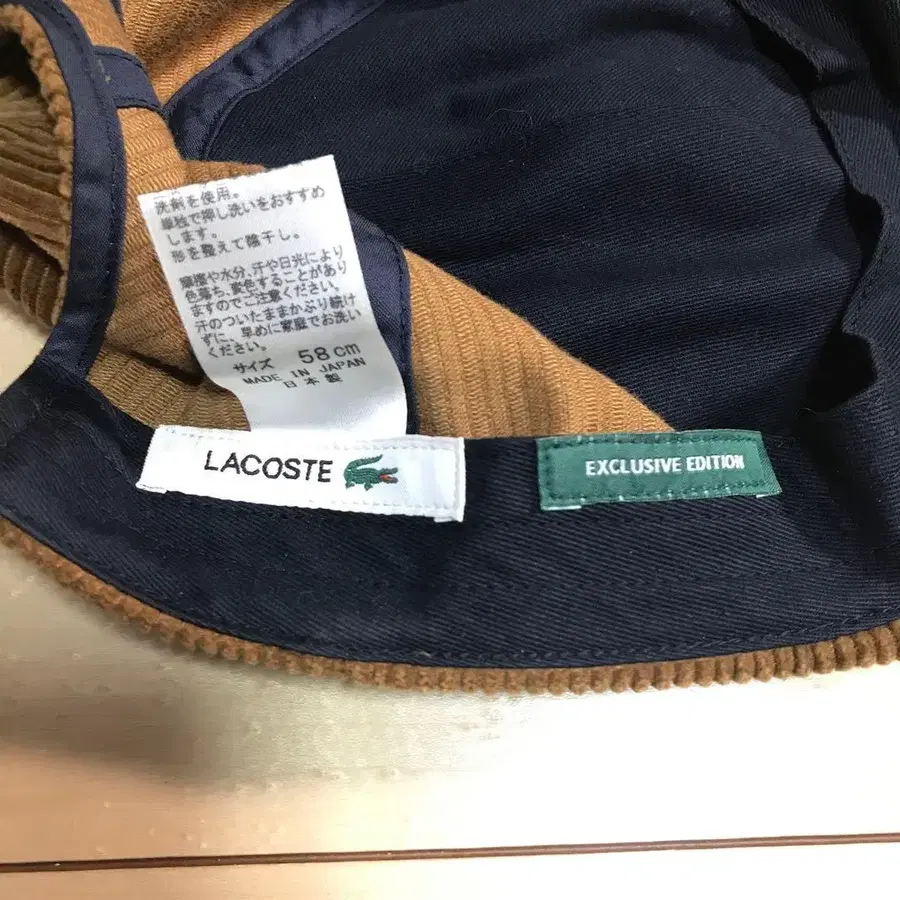 洗剤を使用。
単独で押し洗いをおすすめ
します。
形を整えて陰干し。
摩擦や水分、汗や日光により
色落ち、変色することがあり
ますのでご注意ください。
汗のついたままかぶり続け
ずに、早めに家庭でお洗い
ください。
サイズ 58cm
MADE IN JAPAN
日本製
LACOSTE
EXCLUSIVE EDITION